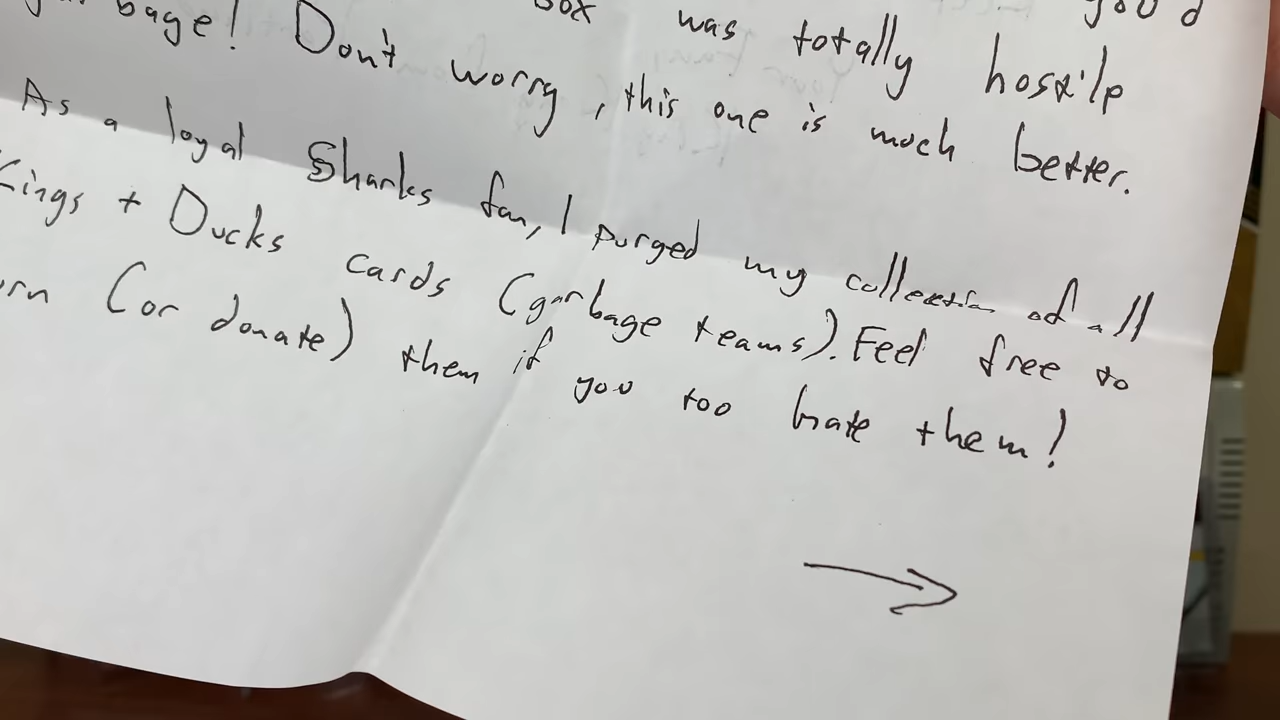 box was totally hostile
bage! Don't worry, this one is much better.
As a loyal Sharks fan, I purged my collection of all
Kings + Ducks cards (garbage teams). Feel free to
(or donate) them if you too hate them!